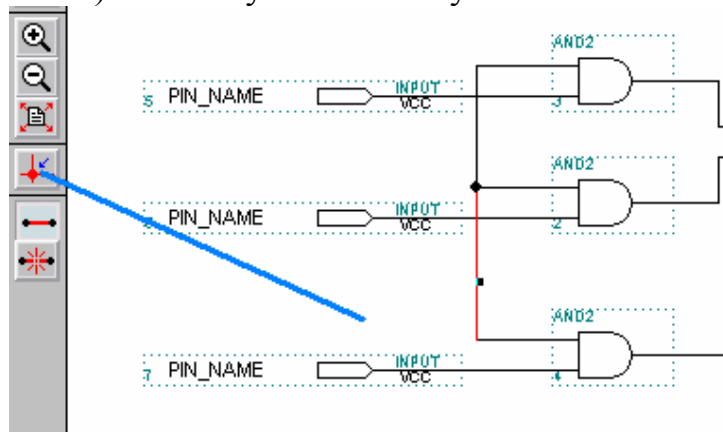 AND2
5 PIN_NAME INPUT
VCC
3
AND2
PIN_NAME INPUT
VCC
2
AND2
7 PIN_NAME INPUT
VCC
4